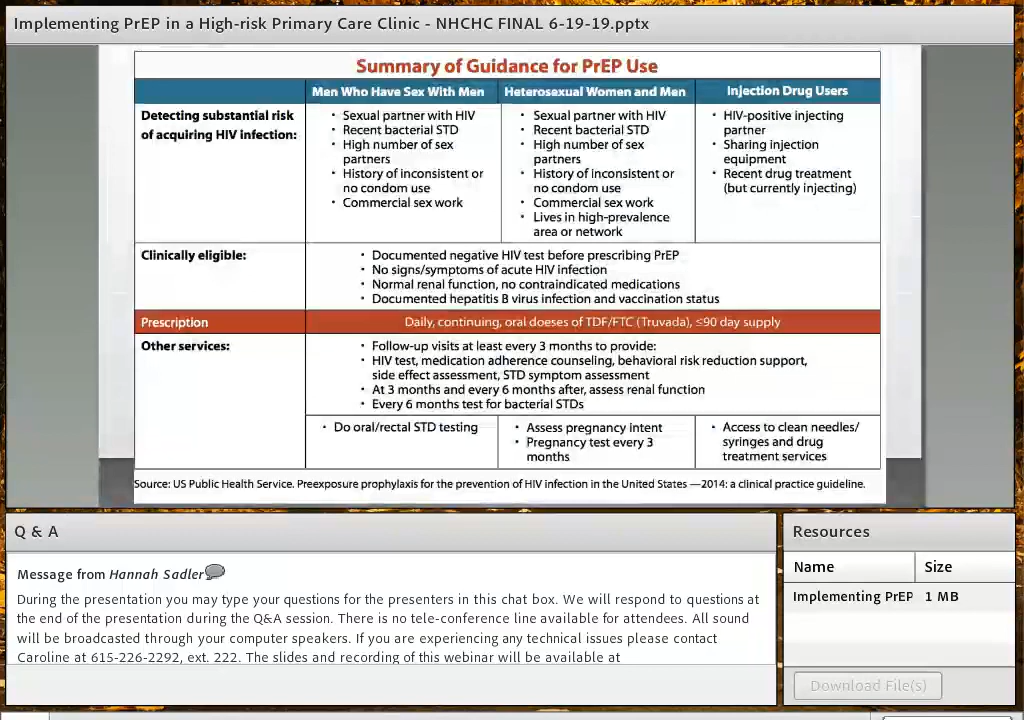 Implementing PrEP in a High-risk Primary Care Clinic - NHCHC FINAL 6-19-19.pptx
Summary of Guidance for PrEP Use
Men Who Have Sex With Men
Heterosexual Women and Men
Injection Drug Users
Detecting substantial risk
of acquiring HIV infection:
• Sexual partner with HIV
• Recent bacterial STD
• High number of sex
partners
• History of inconsistent or
no condom use
• Commercial sex work
• Sexual partner with HIV
• Recent bacterial STD
• High number of sex
partners
• History of inconsistent or
no condom use
• Commercial sex work
• Lives in high-prevalence
area or network
• HIV-positive injecting
partner
• Sharing injection
equipment
• Recent drug treatment
(but currently injecting)
Clinically eligible:
• Documented negative HIV test before prescribing PrEP
• No signs/symptoms of acute HIV infection
• Normal renal function, no contraindicated medications
• Documented hepatitis B virus infection and vaccination status
Prescription
Daily, continuing, oral doeses of TDF/FTC (Truvada), ≤90 day supply
Other services:
• Follow-up visits at least every 3 months to provide:
• HIV test, medication adherence counseling, behavioral risk reduction support,
side effect assessment, STD symptom assessment
• At 3 months and every 6 months after, assess renal function
• Every 6 months test for bacterial STDs
• Do oral/rectal STD testing
• Assess pregnancy intent
• Pregnancy test every 3
months
• Access to clean needles/
syringes and drug
treatment services
Source: US Public Health Service. Preexposure prophylaxis for the prevention of HIV infection in the United States —2014: a clinical practice guideline.
Q & A
Message from Hannah Sadler
During the presentation you may type your questions for the presenters in this chat box. We will respond to questions at
the end of the presentation during the Q&A session. There is no tele-conference line available for attendees. All sound
will be broadcasted through your computer speakers. If you are experiencing any technical issues please contact
Caroline at 615-226-2292, ext. 222. The slides and recording of this webinar will be available at
Resources
Name
Size
Implementing PrEP
1 MB
Download File(s)